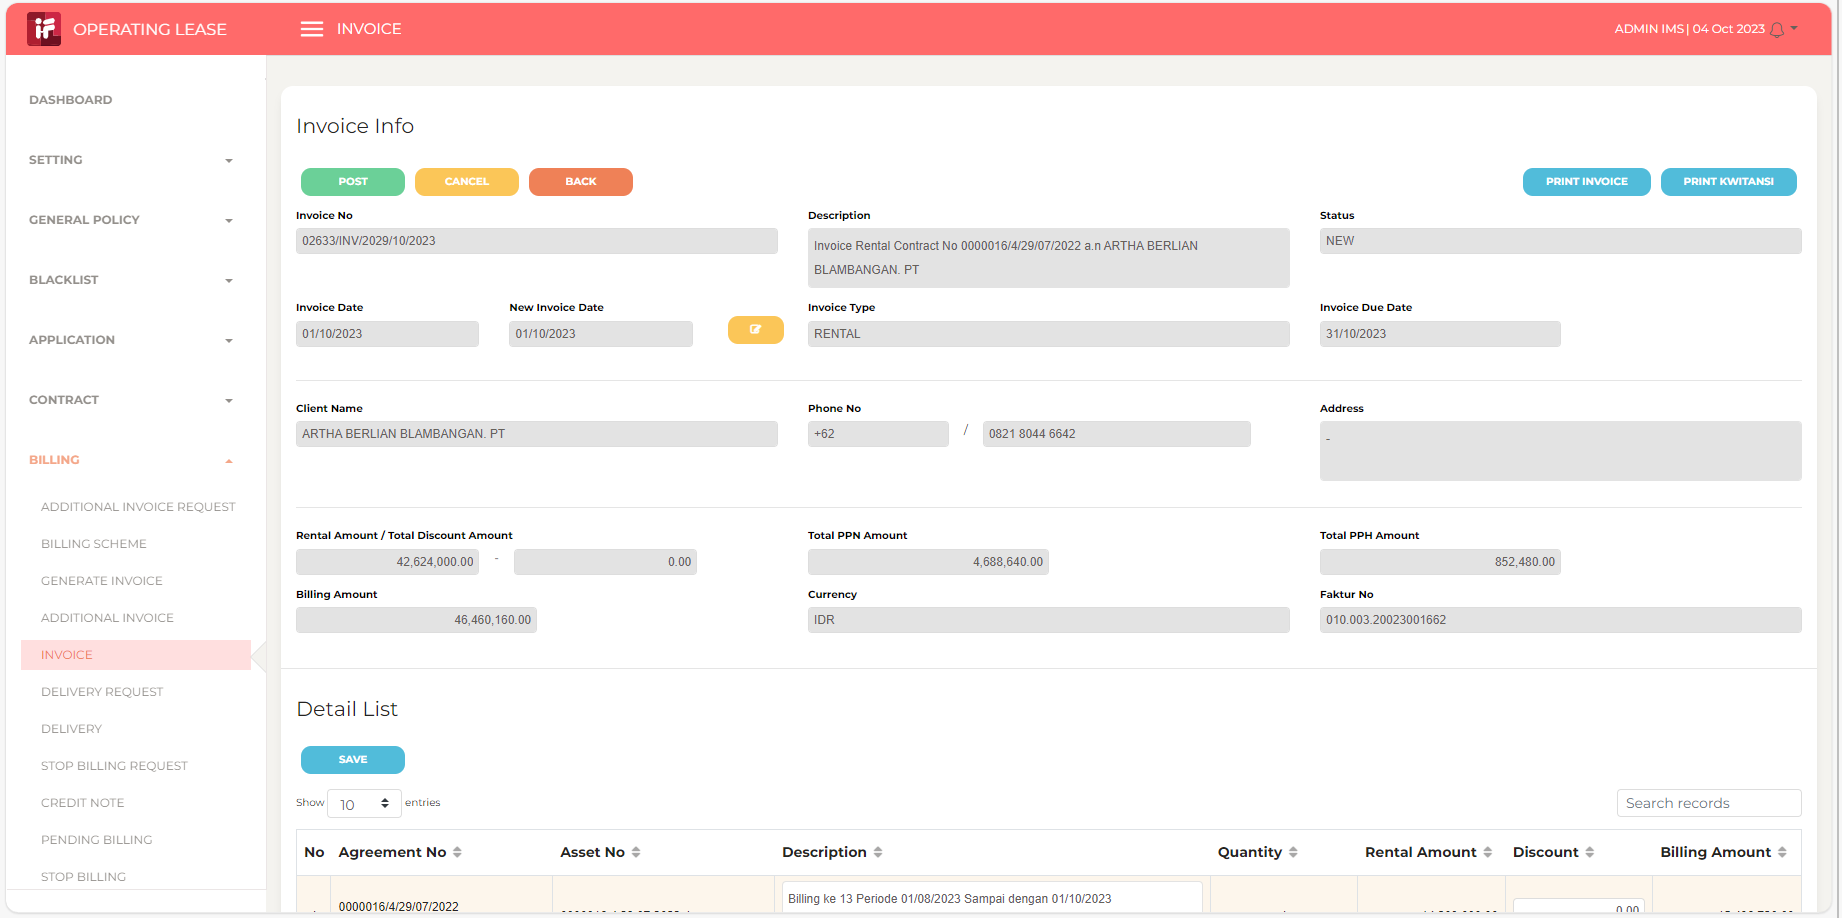 OPERATING LEASE
INVOICE
ADMIN IMS | 04 Oct 2023
DASHBOARD
SETTING
GENERAL POLICY
BLACKLIST
APPLICATION
CONTRACT
BILLING
ADDITIONAL INVOICE REQUEST
BILLING SCHEME
GENERATE INVOICE
ADDITIONAL INVOICE
INVOICE
DELIVERY REQUEST
DELIVERY
STOP BILLING REQUEST
CREDIT NOTE
PENDING BILLING
STOP BILLING
Invoice Info
POST CANCEL BACK PRINT INVOICE PRINT KWITANSI
Invoice No Description Status
02633/INV/2029/10/2023
Invoice Rental Contract No 0000016/4/29/07/2022 a.n ARTHA BERLIAN
BLAMBANGAN. PT
NEW
Invoice Date New Invoice Date Invoice Type Invoice Due Date
01/10/2023 01/10/2023 RENTAL 31/10/2023
Client Name Phone No Address
ARTHA BERLIAN BLAMBANGAN. PT +62 / 0821 8044 6642 -
Rental Amount / Total Discount Amount Total PPN Amount Total PPH Amount
42,624,000.00 - 0.00 4,688,640.00 852,480.00
Billing Amount Currency Faktur No
46,460,160.00 IDR 010.003.20023001662
Detail List
SAVE
Show 10 entries Search records
No Agreement No Asset No Description Quantity Rental Amount Discount Billing Amount
0000016/4/29/07/2022 Billing ke 13 Periode 01/08/2023 Sampai dengan 01/10/2023 0.00